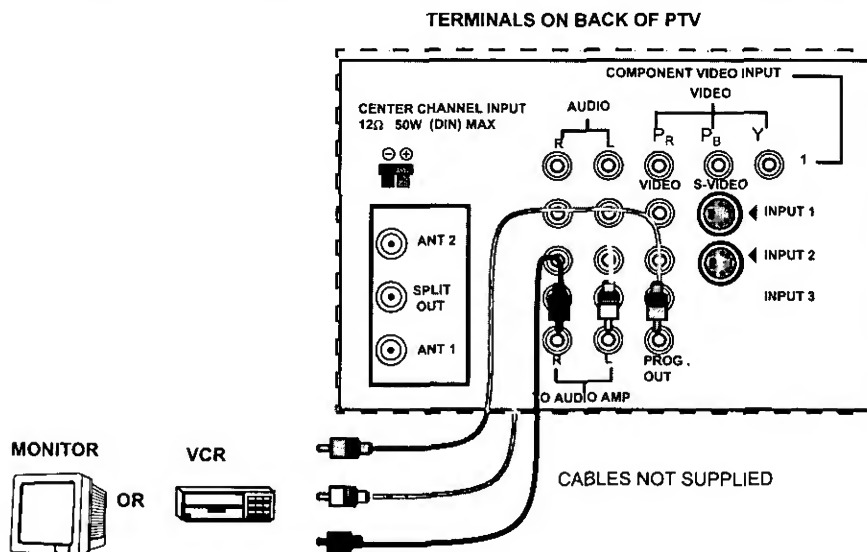 TERMINALS ON BACK OF PTV
COMPONENT VIDEO INPUT
VIDEO
CENTER CHANNEL INPUT
12Ω 50W (DIN) MAX
AUDIO
R L PR PB Y 1
VIDEO S-VIDEO
INPUT 1
ANT 2
INPUT 2
SPLIT
OUT
INPUT 3
ANT 1
R L PROG.
OUT
TO AUDIO AMP
MONITOR
VCR
OR
CABLES NOT SUPPLIED